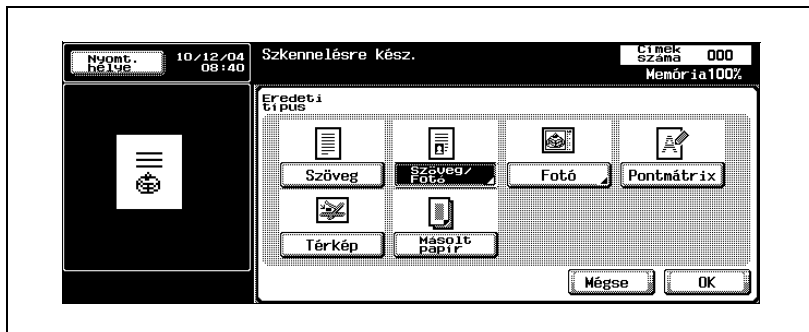 Nyomt.
helye
10/12/04
08:40
Szkennelésre kész.
Címek
száma
000
Memória100%
Eredeti
típus
Szöveg
Szöveg/
Fotó
Fotó
Pontmátrix
Térkép
Másolt
papír
Mégse
OK